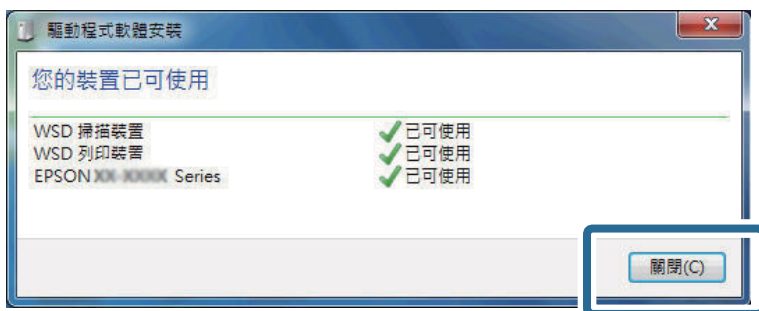 驅動程式軟體安裝
您的裝置已可使用
WSD 掃描裝置 已可使用
WSD 列印裝置 已可使用
EPSON Series 已可使用
關閉(C)